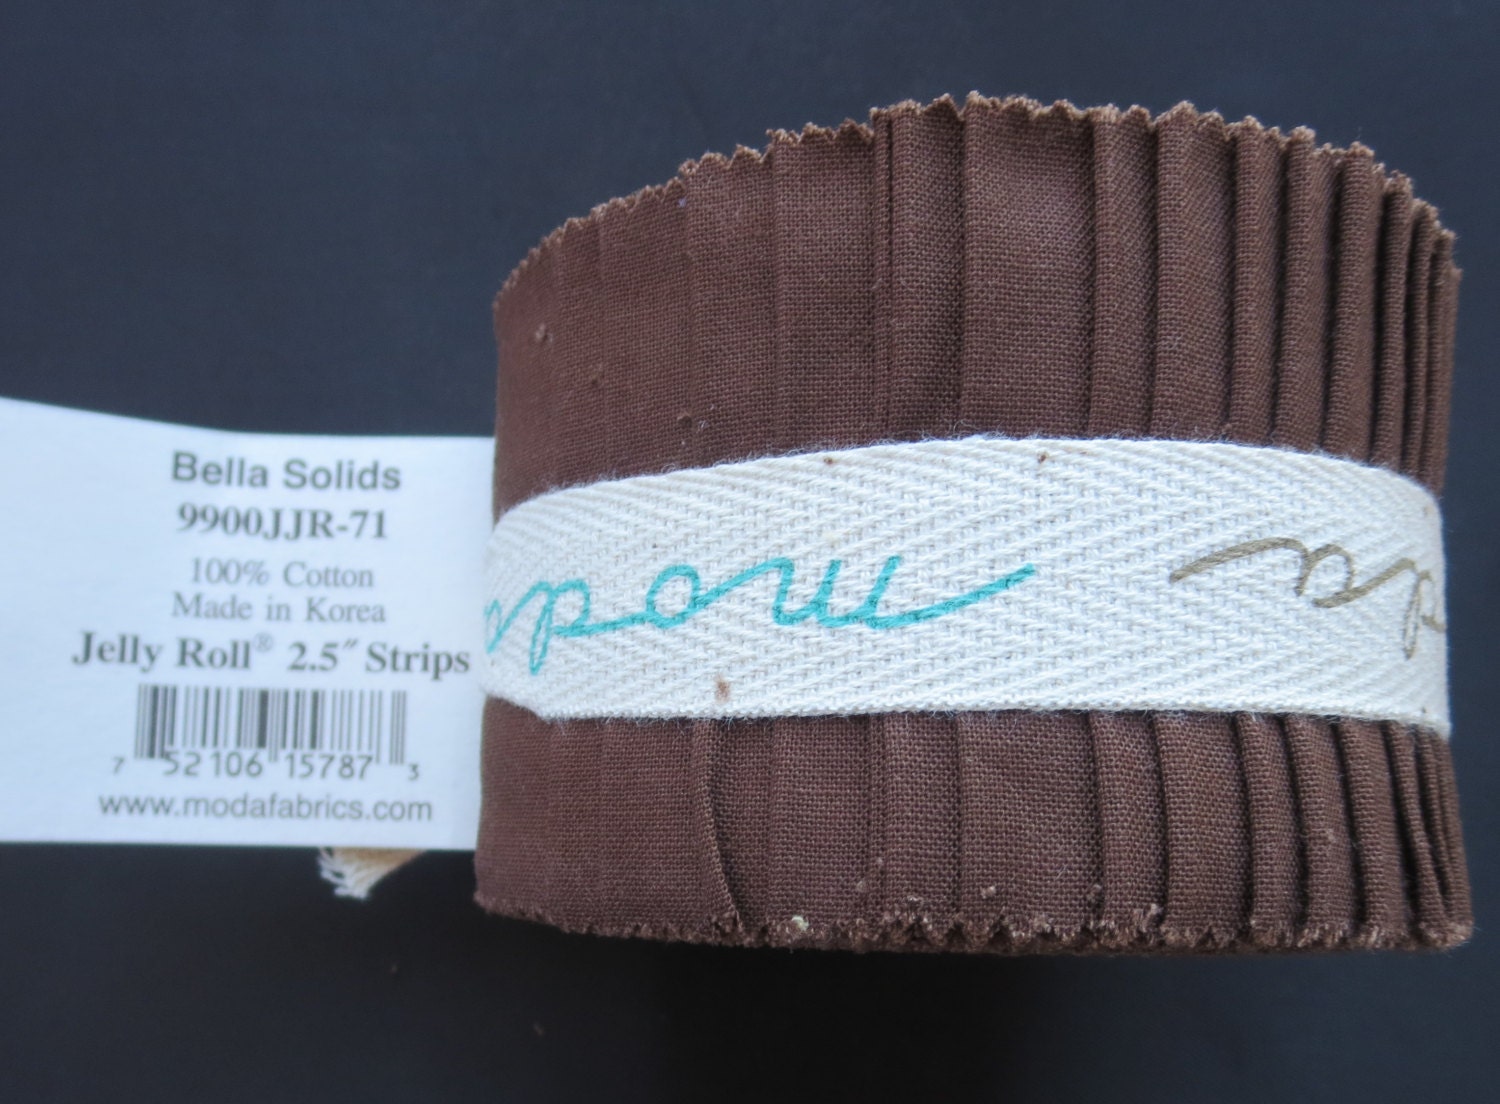 Bella Solids
9900JJR-71
100% Cotton
Made in Korea
Jelly Roll® 2.5″ Strips
7 52106 15787 3
www.modafabrics.com
moda